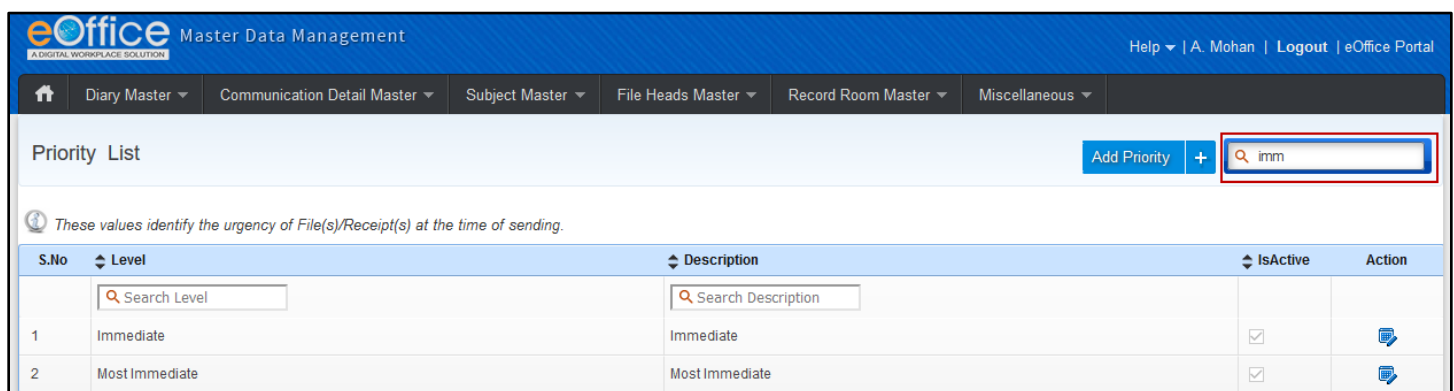 eOffice Master Data Management
A DIGITAL WORKPLACE SOLUTION
Help | A. Mohan | Logout | eOffice Portal
Diary Master Communication Detail Master Subject Master File Heads Master Record Room Master Miscellaneous
Priority List Add Priority + imm
These values identify the urgency of File(s)/Receipt(s) at the time of sending.
S.No Level Description IsActive Action
Search Level Search Description
1 Immediate Immediate
2 Most Immediate Most Immediate